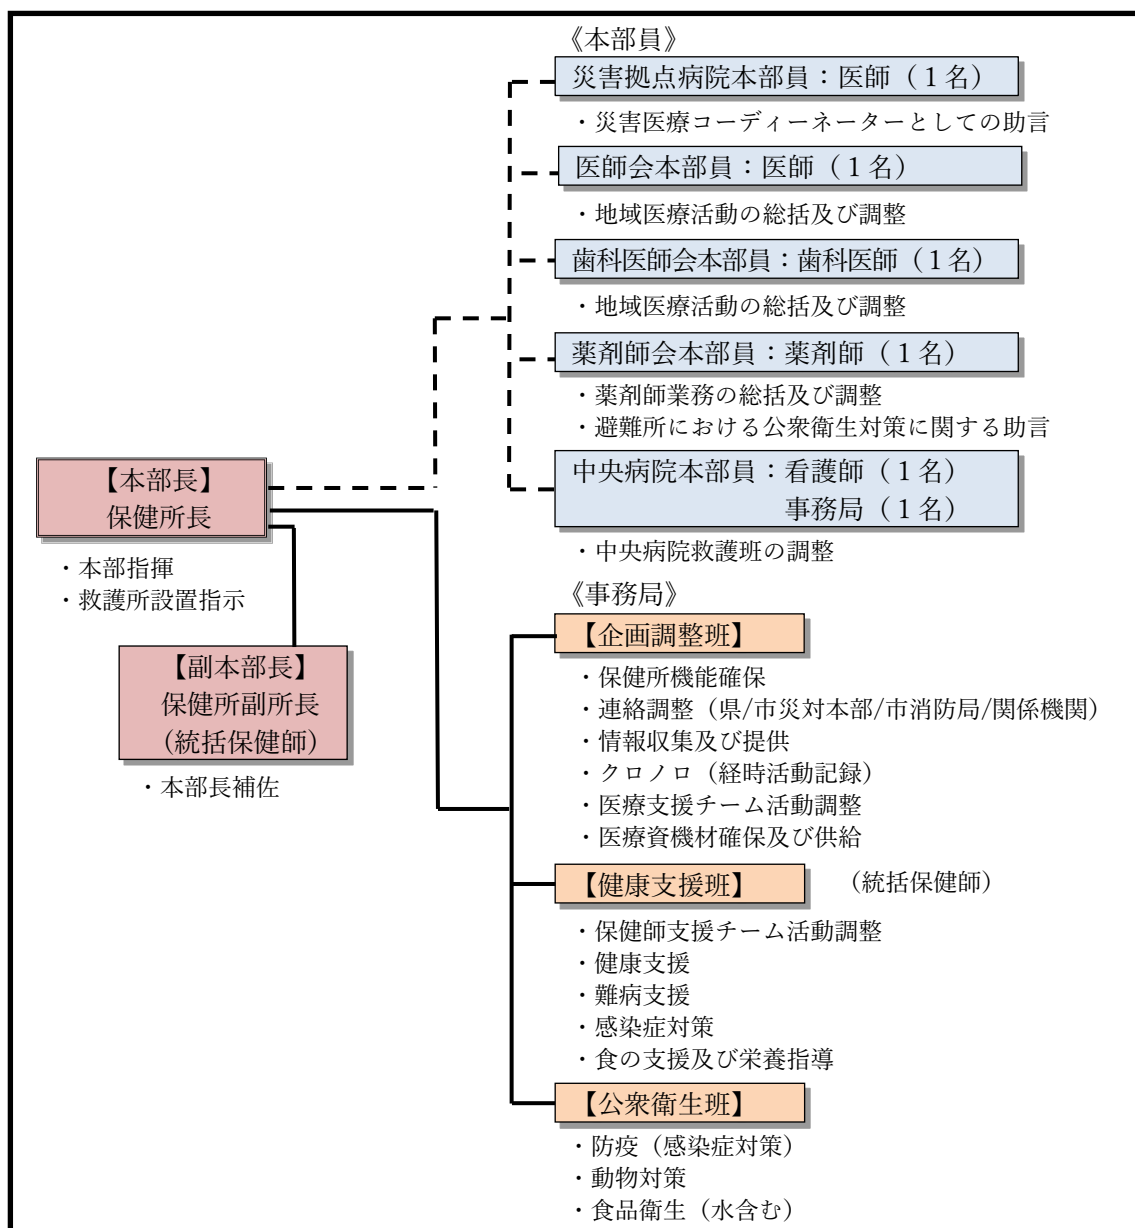 《本部員》
災害拠点病院本部員：医師（１名）
・災害医療コーディーネーターとしての助言
医師会本部員：医師（１名）
・地域医療活動の総括及び調整
歯科医師会本部員：歯科医師（１名）
・地域医療活動の総括及び調整
薬剤師会本部員：薬剤師（１名）
・薬剤師業務の総括及び調整
・避難所における公衆衛生対策に関する助言
中央病院本部員：看護師（１名）
事務局（１名）
・中央病院救護班の調整
【本部長】
保健所長
・本部指揮
・救護所設置指示
【副本部長】
保健所副所長
（統括保健師）
・本部長補佐
《事務局》
【企画調整班】
・保健所機能確保
・連絡調整（県/市災対本部/市消防局/関係機関）
・情報収集及び提供
・クロノロ（経時活動記録）
・医療支援チーム活動調整
・医療資機材確保及び供給
【健康支援班】 （統括保健師）
・保健師支援チーム活動調整
・健康支援
・難病支援
・感染症対策
・食の支援及び栄養指導
【公衆衛生班】
・防疫（感染症対策）
・動物対策
・食品衛生（水含む）